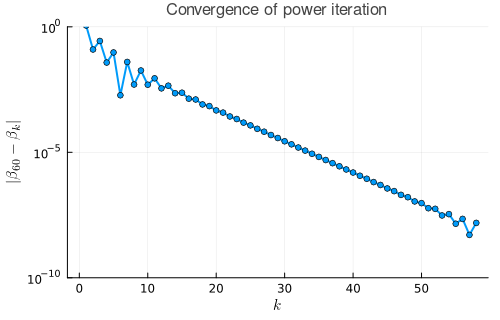 Convergence of power iteration
10⁰
10⁻⁵
10⁻¹⁰
|β₆₀ − βₖ|
0 10 20 30 40 50
k